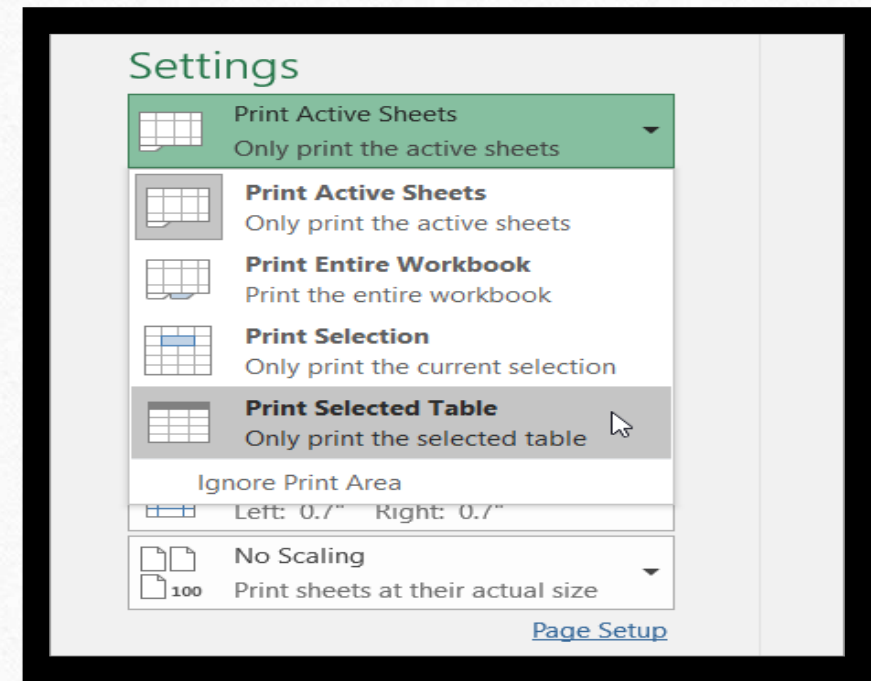 Settings
Print Active Sheets
Only print the active sheets
Print Active Sheets
Only print the active sheets
Print Entire Workbook
Print the entire workbook
Print Selection
Only print the current selection
Print Selected Table
Only print the selected table
Ignore Print Area
Left: 0.7" Right: 0.7"
No Scaling
100 Print sheets at their actual size
Page Setup